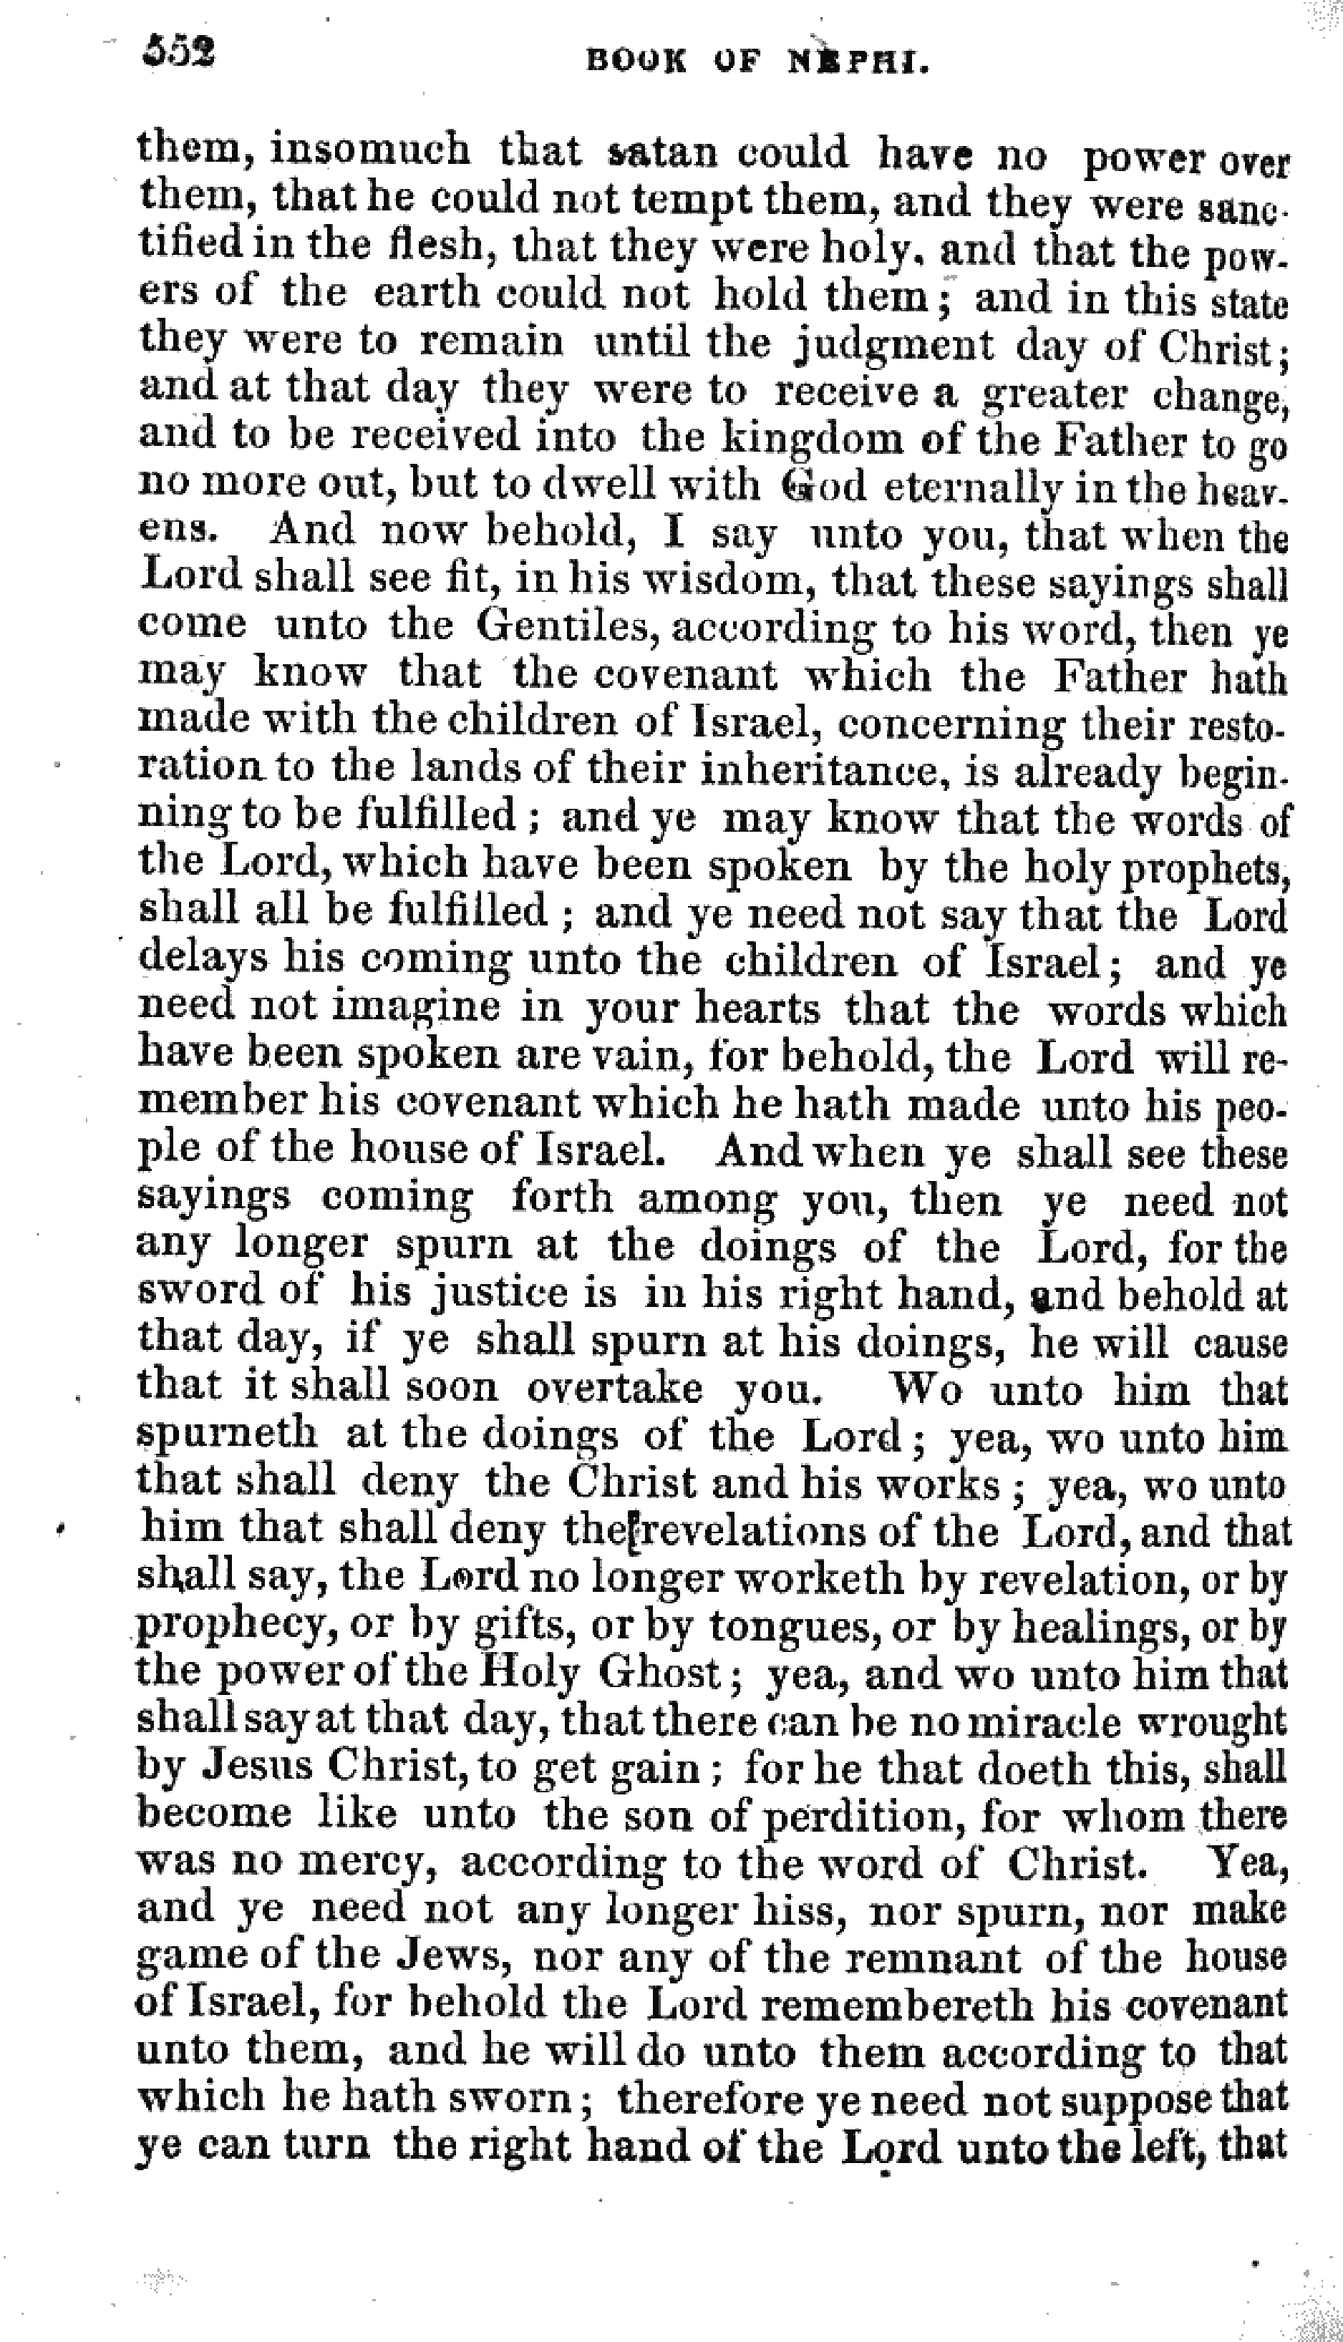 552
BOOK OF NEPHI.
them, insomuch that satan could have no power over
them, that he could not tempt them, and they were sanc-
tified in the flesh, that they were holy, and that the pow-
ers of the earth could not hold them; and in this state
they were to remain until the judgment day of Christ;
and at that day they were to receive a greater change,
and to be received into the kingdom of the Father to go
no more out, but to dwell with God eternally in the heav-
ens. And now behold, I say unto you, that when the
Lord shall see fit, in his wisdom, that these sayings shall
come unto the Gentiles, according to his word, then ye
may know that the covenant which the Father hath
made with the children of Israel, concerning their resto-
ration to the lands of their inheritance, is already begin-
ning to be fulfilled; and ye may know that the words of
the Lord, which have been spoken by the holy prophets,
shall all be fulfilled; and ye need not say that the Lord
delays his coming unto the children of Israel; and ye
need not imagine in your hearts that the words which
have been spoken are vain, for behold, the Lord will re-
member his covenant which he hath made unto his peo-
ple of the house of Israel. And when ye shall see these
sayings coming forth among you, then ye need not
any longer spurn at the doings of the Lord, for the
sword of his justice is in his right hand, and behold at
that day, if ye shall spurn at his doings, he will cause
that it shall soon overtake you. Wo unto him that
spurneth at the doings of the Lord; yea, wo unto him
that shall deny the Christ and his works; yea, wo unto
him that shall deny the revelations of the Lord, and that
shall say, the Lord no longer worketh by revelation, or by
prophecy, or by gifts, or by tongues, or by healings, or by
the power of the Holy Ghost; yea, and wo unto him that
shall say at that day, that there can be no miracle wrought
by Jesus Christ, to get gain; for he that doeth this, shall
become like unto the son of perdition, for whom there
was no mercy, according to the word of Christ. Yea,
and ye need not any longer hiss, nor spurn, nor make
game of the Jews, nor any of the remnant of the house
of Israel, for behold the Lord remembereth his covenant
unto them, and he will do unto them according to that
which he hath sworn; therefore ye need not suppose that
ye can turn the right hand of the Lord unto the left, that